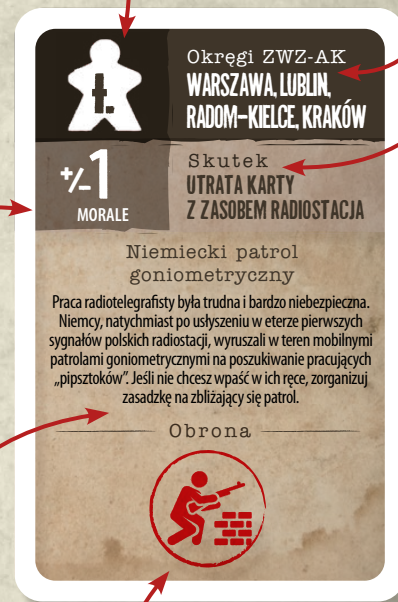 ł.
Okręgi ZWZ-AK
WARSZAWA, LUBLIN,
RADOM–KIELCE, KRAKÓW
+/-1
MORALE
Skutek
UTRATA KARTY
Z ZASOBEM RADIOSTACJA
Niemiecki patrol
goniometryczny
Praca radiotelegrafisty była trudna i bardzo niebezpieczna.
Niemcy, natychmiast po usłyszeniu w eterze pierwszych
sygnałów polskich radiostacji, wyruszali w teren mobilnymi
patrolami goniometrycznymi na poszukiwanie pracujących
„pipsztoków”. Jeśli nie chcesz wpaść w ich ręce, zorganizuj
zasadzkę na zbliżający się patrol.
Obrona